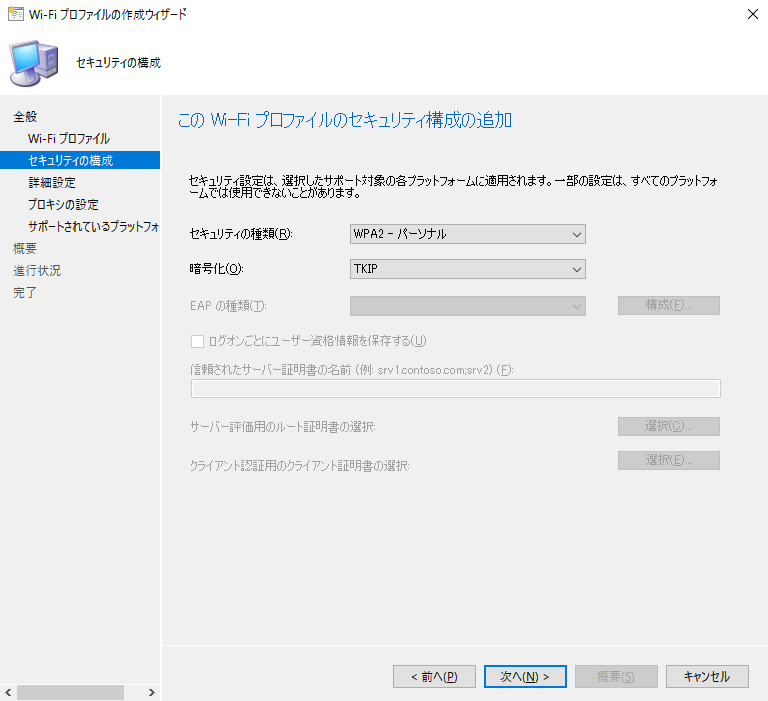 Wi-Fi プロファイルの作成ウィザード
セキュリティの構成
全般
Wi-Fi プロファイル
セキュリティの構成
詳細設定
プロキシの設定
サポートされているプラットフォ
概要
進行状況
完了
この Wi-Fi プロファイルのセキュリティ構成の追加
セキュリティ設定は、選択したサポート対象の各プラットフォームに適用されます。一部の設定は、すべてのプラットフォ
ームでは使用できないことがあります。
セキュリティの種類(R):
WPA2 - パーソナル
暗号化(O):
TKIP
EAP の種類(T):
構成(F)...
ログオンごとにユーザー資格情報を保存する(U)
信頼されたサーバー証明書の名前 (例: srv1.contoso.com;srv2) (F):
サーバー評価用のルート証明書の選択:
選択(C)...
クライアント認証用のクライアント証明書の選択:
選択(E)...
< 前へ(P)
次へ(N) >
概要(S)
キャンセル